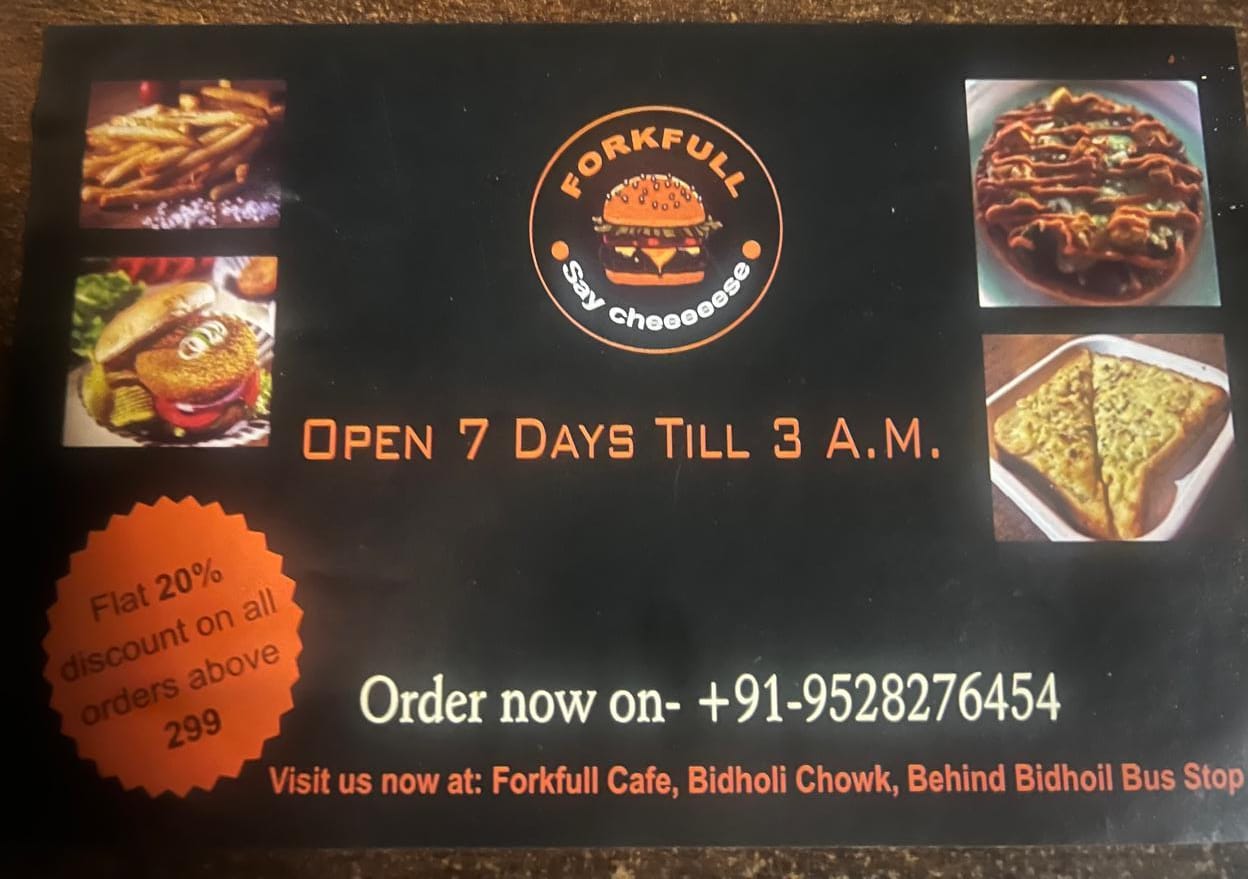 FORKFULL
Say cheeeeese
OPEN 7 DAYS TILL 3 A.M.
Flat 20%
discount on all
orders above
299
Order now on- +91-9528276454
Visit us now at: Forkfull Cafe, Bidholi Chowk, Behind Bidhoil Bus Stop